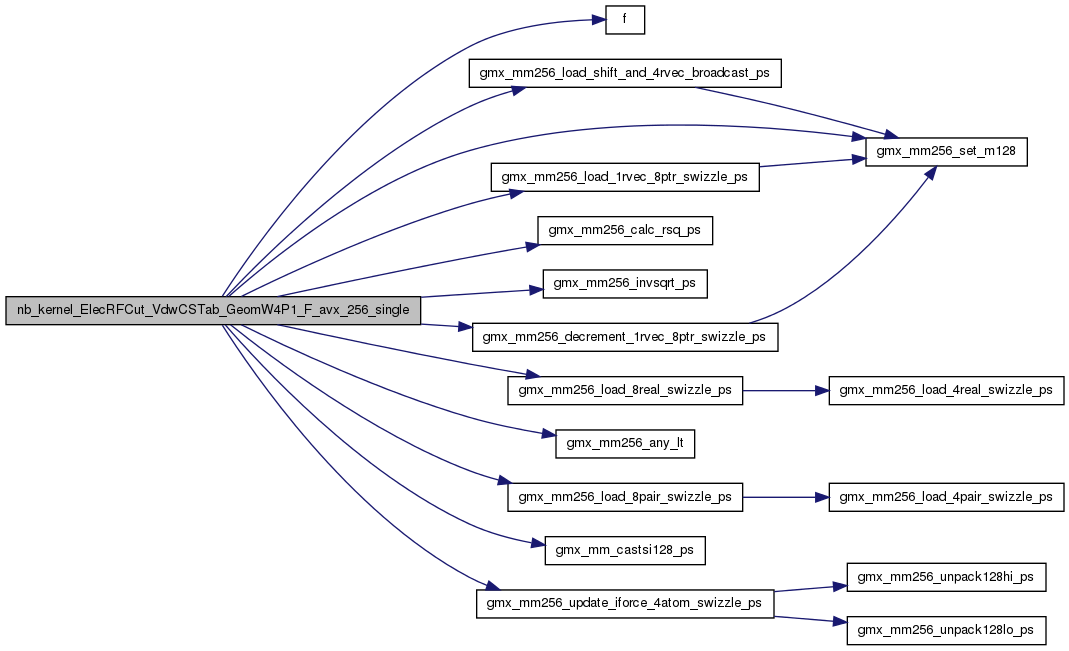 f
gmx_mm256_load_shift_and_4rvec_broadcast_ps
gmx_mm256_set_m128
gmx_mm256_load_1rvec_8ptr_swizzle_ps
gmx_mm256_calc_rsq_ps
gmx_mm256_invsqrt_ps
nb_kernel_ElecRFCut_VdwCSTab_GeomW4P1_F_avx_256_single
gmx_mm256_decrement_1rvec_8ptr_swizzle_ps
gmx_mm256_load_8real_swizzle_ps
gmx_mm256_load_4real_swizzle_ps
gmx_mm256_any_lt
gmx_mm256_load_8pair_swizzle_ps
gmx_mm256_load_4pair_swizzle_ps
gmx_mm_castsi128_ps
gmx_mm256_unpack128hi_ps
gmx_mm256_update_iforce_4atom_swizzle_ps
gmx_mm256_unpack128lo_ps